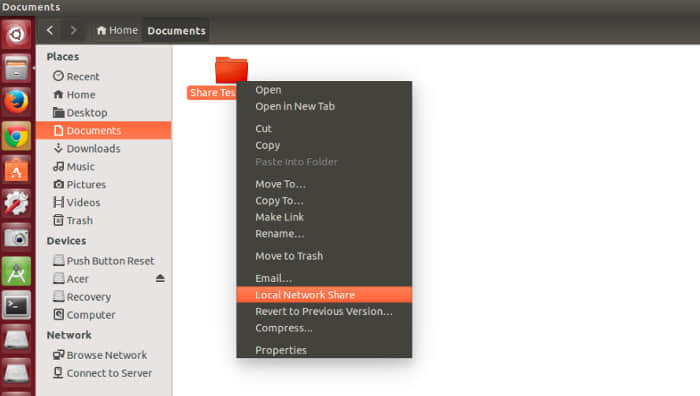 Documents
Home
Documents
Places
Recent
Home
Desktop
Documents
Downloads
Music
Pictures
Videos
Trash
Devices
Push Button Reset
Acer
Recovery
Computer
Network
Browse Network
Connect to Server
Share Tes
Open
Open in New Tab
Cut
Copy
Paste Into Folder
Move To...
Copy To...
Make Link
Rename...
Move to Trash
Email...
Local Network Share
Revert to Previous Version...
Compress...
Properties